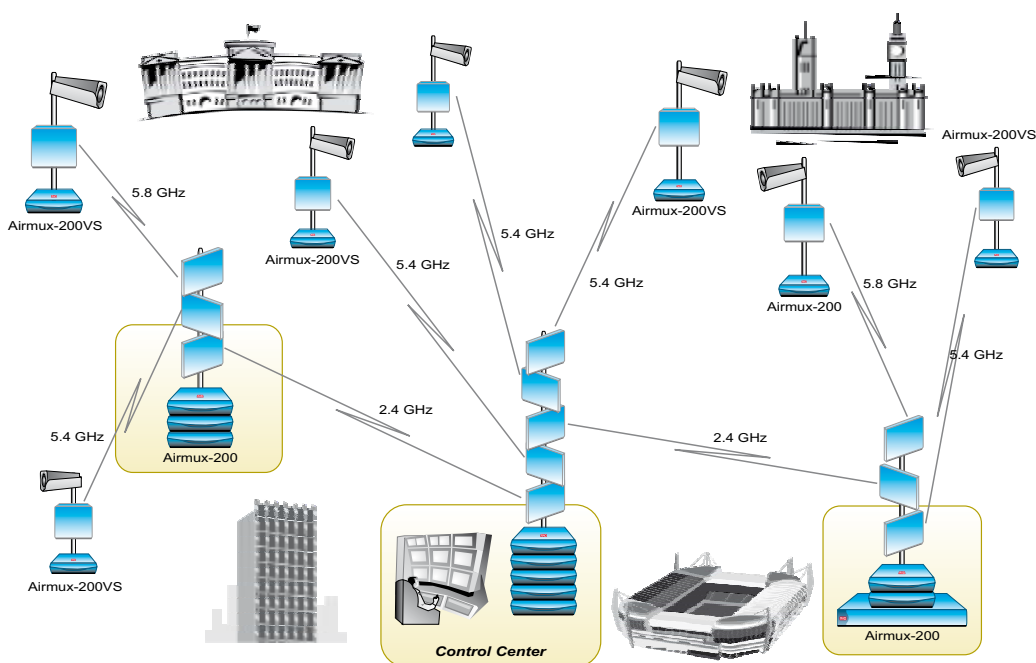 Airmux-200VS
5.8 GHz
Airmux-200VS
Airmux-200VS
5.4 GHz
5.4 GHz
5.4 GHz
Airmux-200VS
Airmux-200
5.8 GHz
5.4 GHz
2.4 GHz
2.4 GHz
5.4 GHz
Airmux-200
Airmux-200VS
Control Center
Airmux-200